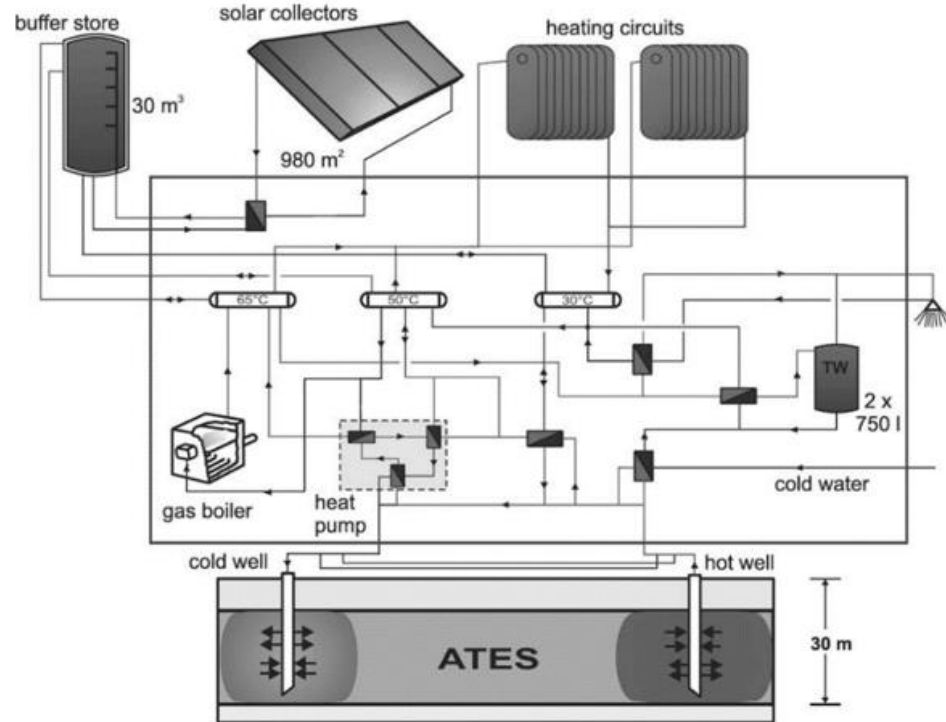 solar collectors
buffer store
heating circuits
30 m³
980 m²
65°C
50°C
30°C
TW
2 x
750 l
cold water
gas boiler
heat
pump
cold well
hot well
ATES
30 m